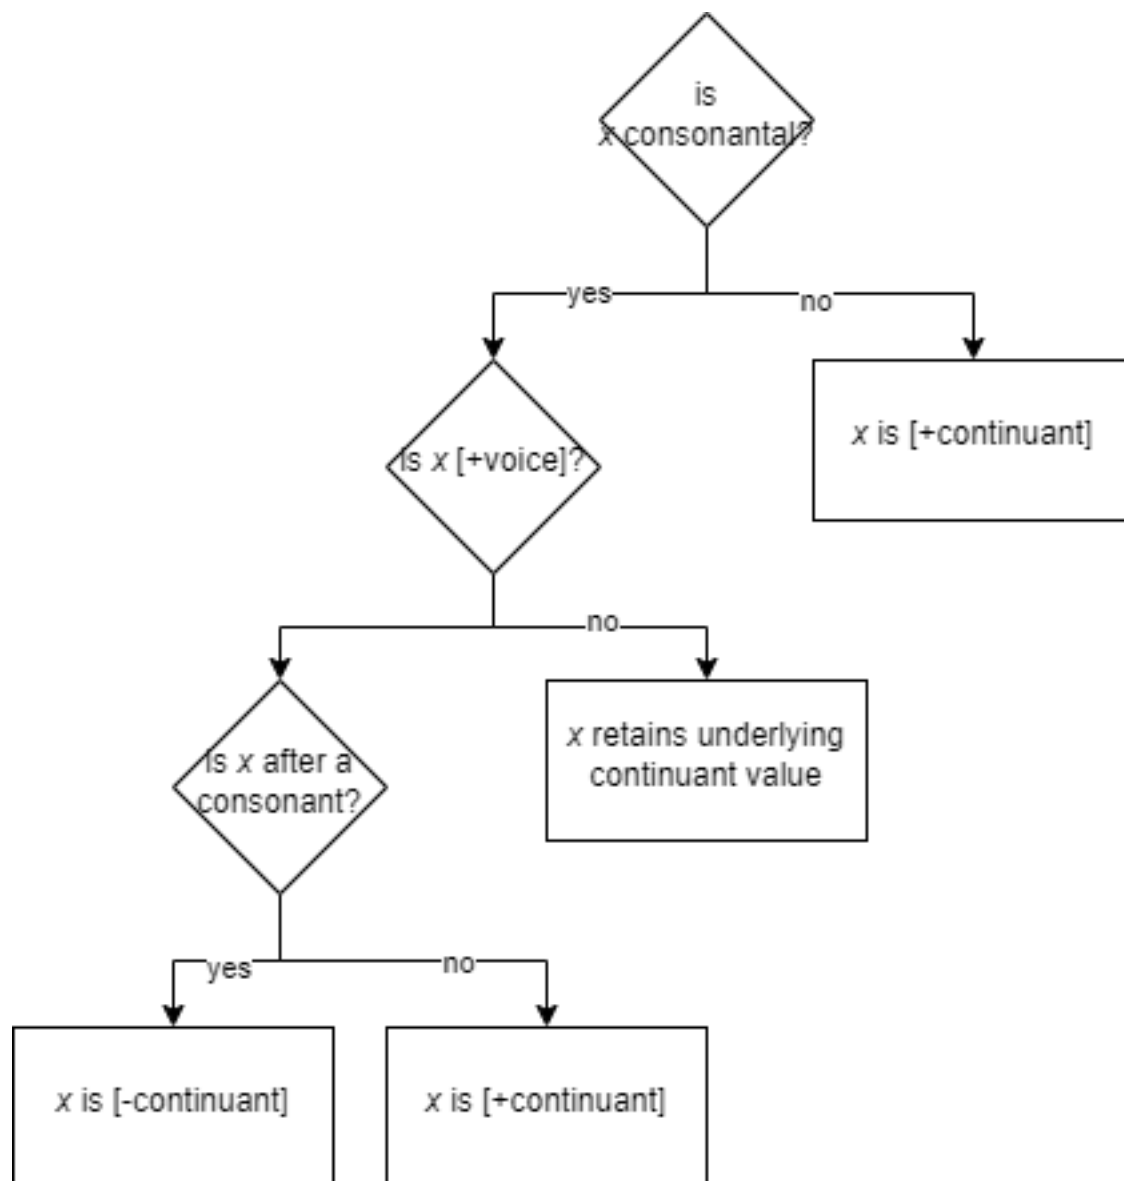 is
x consonantal?
yes
no
is x [+voice]?
x is [+continuant]
no
Is x after a
consonant?
x retains underlying
continuant value
yes
no
x is [-continuant]
x is [+continuant]